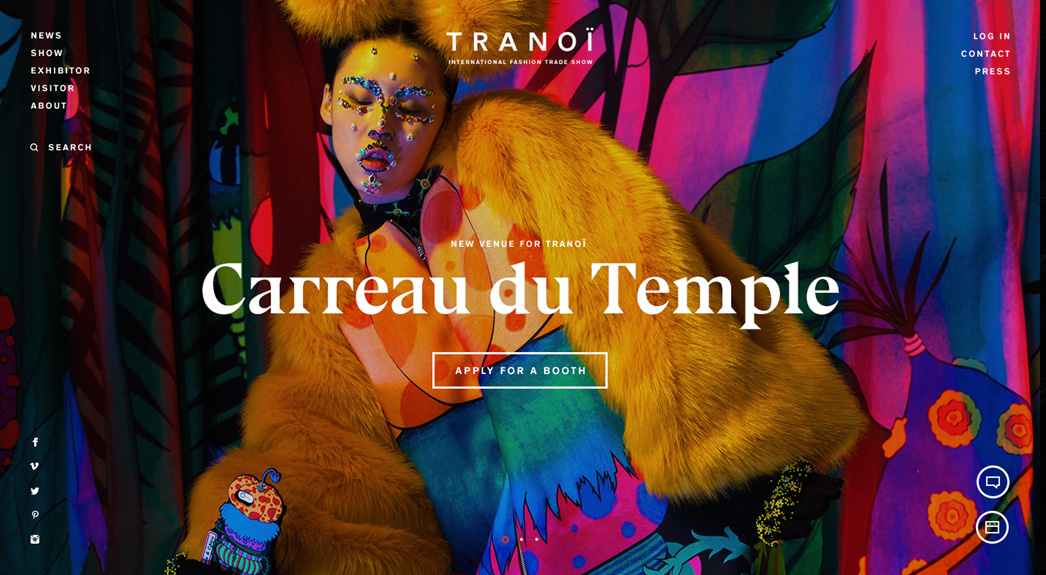 NEWS
SHOW
EXHIBITOR
VISITOR
ABOUT
SEARCH
TRANOÏ
INTERNATIONAL FASHION TRADE SHOW
LOG IN
CONTACT
PRESS
NEW VENUE FOR TRANOÏ
Carreau du Temple
APPLY FOR A BOOTH